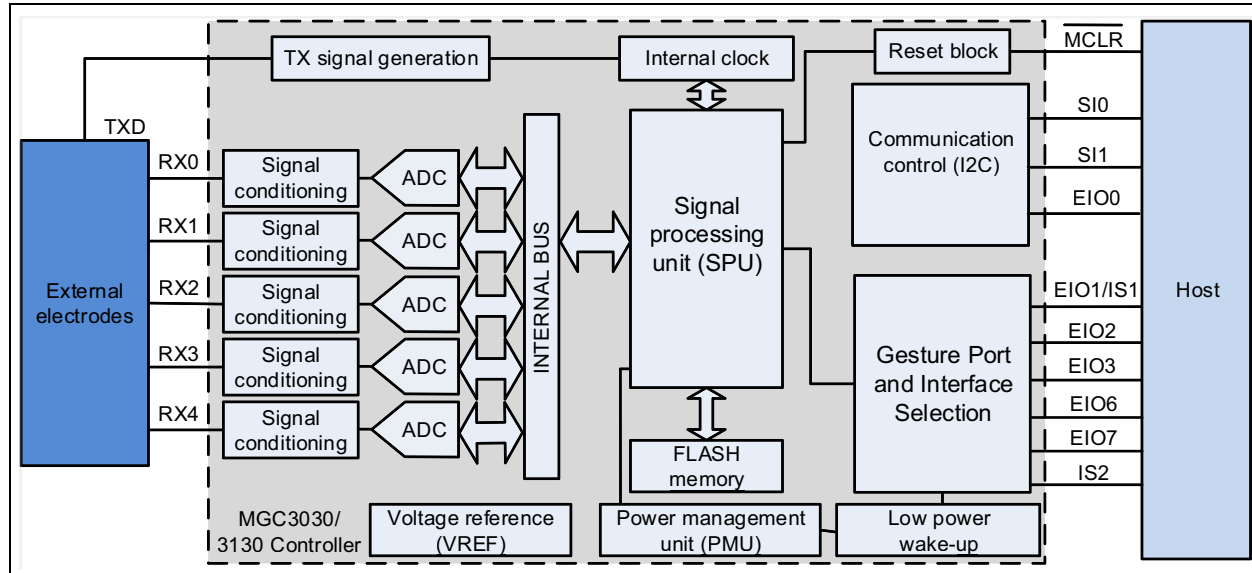 TX signal generation
Internal clock
Reset block
MCLR
TXD
RX0
RX1
RX2
RX3
RX4
External
electrodes
Signal
conditioning
ADC
Signal
conditioning
ADC
Signal
conditioning
ADC
Signal
conditioning
ADC
Signal
conditioning
ADC
INTERNAL BUS
Signal
processing
unit (SPU)
Communication
control (I2C)
SI0
SI1
EIO0
Gesture Port
and Interface
Selection
EIO1/IS1
EIO2
EIO3
EIO6
EIO7
IS2
Host
FLASH
memory
MGC3030/
3130 Controller
Voltage reference
(VREF)
Power management
unit (PMU)
Low power
wake-up